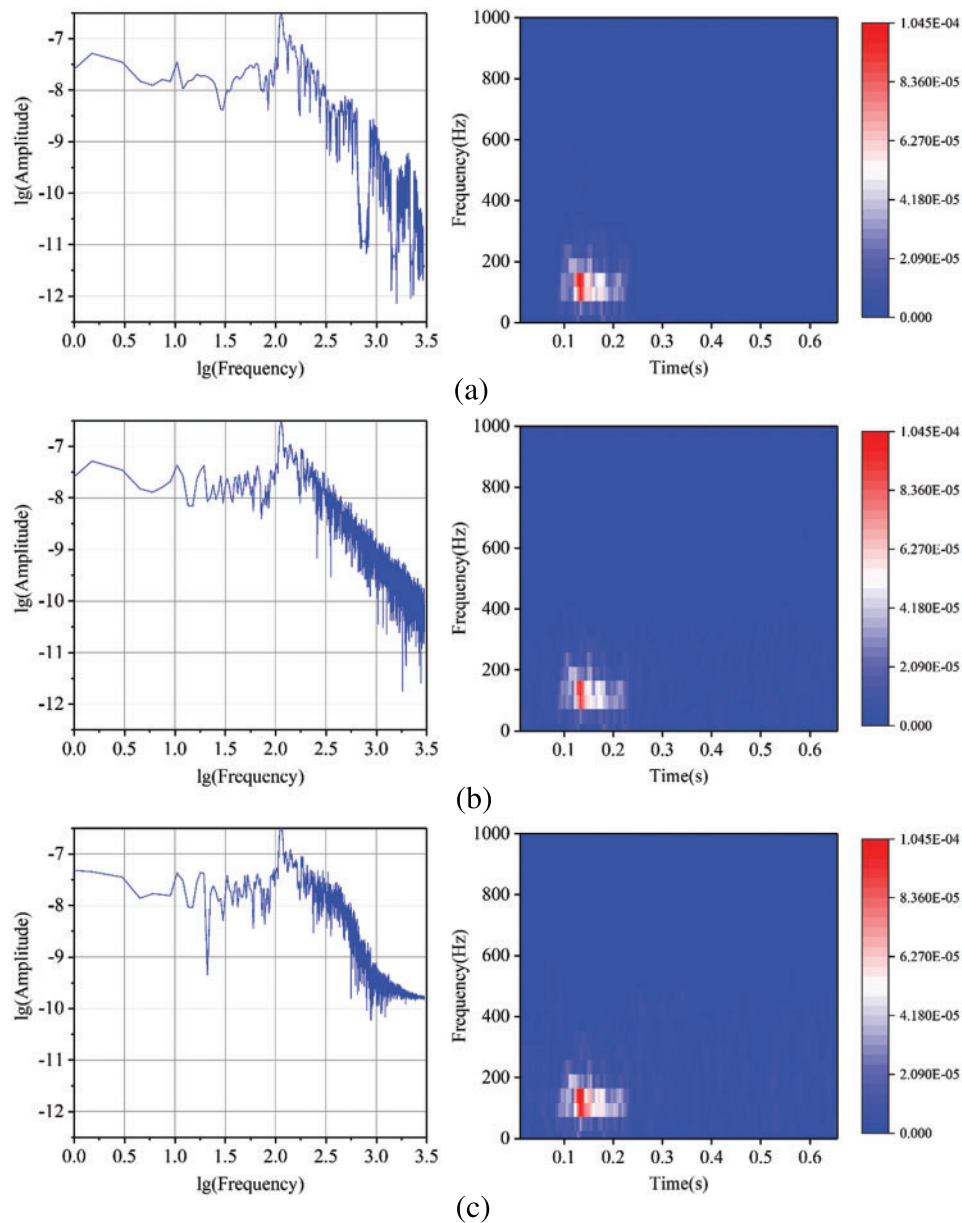 -7
-8
-9
-10
-11
-12
lg(Amplitude)
0.0 0.5 1.0 1.5 2.0 2.5 3.0 3.5
lg(Frequency)
1000
800
600
400
200
0
Frequency(Hz)
0.1 0.2 0.3 0.4 0.5 0.6
Time(s)
1.045E-04
8.360E-05
6.270E-05
4.180E-05
2.090E-05
0.000
(a)
-7
-8
-9
-10
-11
-12
lg(Amplitude)
0.0 0.5 1.0 1.5 2.0 2.5 3.0 3.5
lg(Frequency)
1000
800
600
400
200
0
Frequency(Hz)
0.1 0.2 0.3 0.4 0.5 0.6
Time(s)
1.045E-04
8.360E-05
6.270E-05
4.180E-05
2.090E-05
0.000
(b)
-7
-8
-9
-10
-11
-12
lg(Amplitude)
0.0 0.5 1.0 1.5 2.0 2.5 3.0 3.5
lg(Frequency)
1000
800
600
400
200
0
Frequency(Hz)
0.1 0.2 0.3 0.4 0.5 0.6
Time(s)
1.045E-04
8.360E-05
6.270E-05
4.180E-05
2.090E-05
0.000
(c)